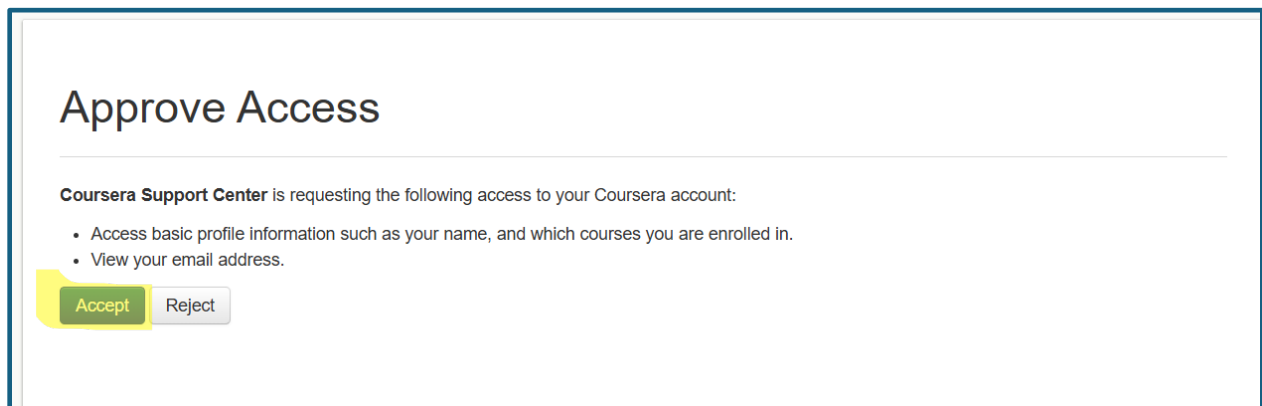 Approve Access
Coursera Support Center is requesting the following access to your Coursera account:
• Access basic profile information such as your name, and which courses you are enrolled in.
• View your email address.
Accept Reject